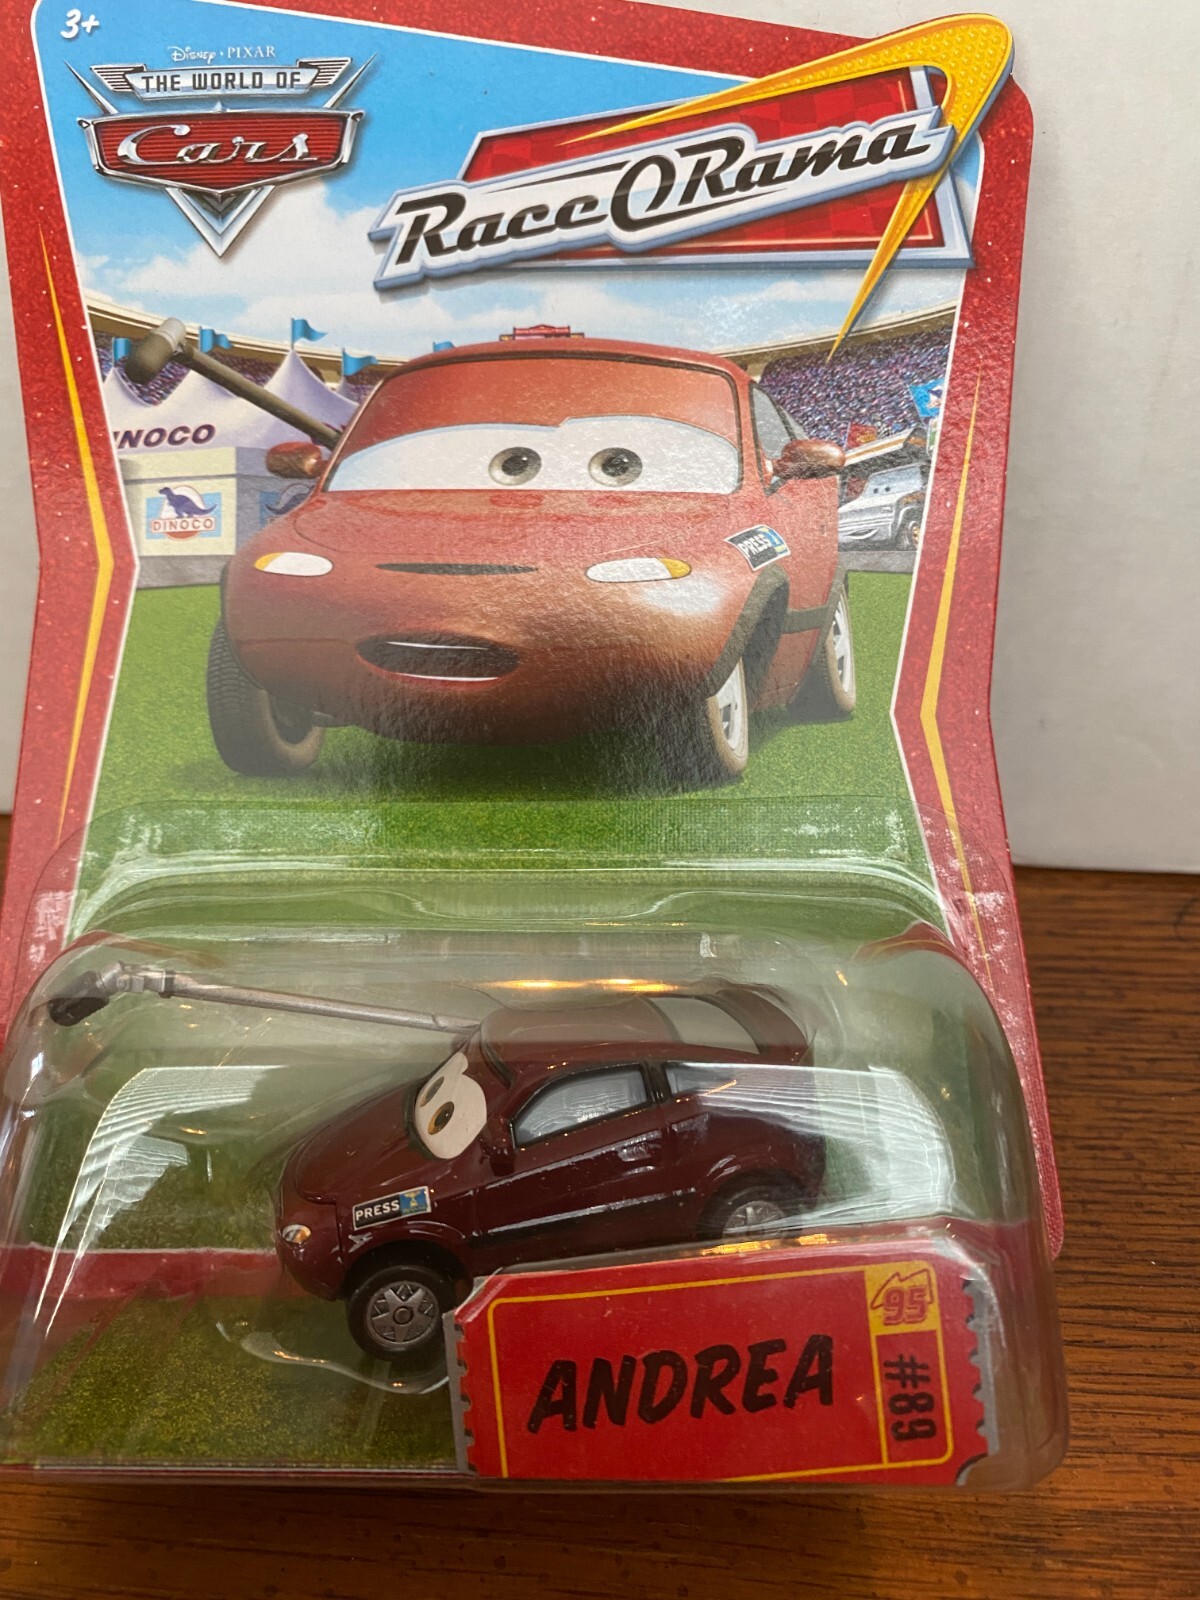 3+
Disney · PIXAR
THE WORLD OF
Cars
RaceORama
INOCO
DINOCO
PRESS
PRESS
95
#89
ANDREA